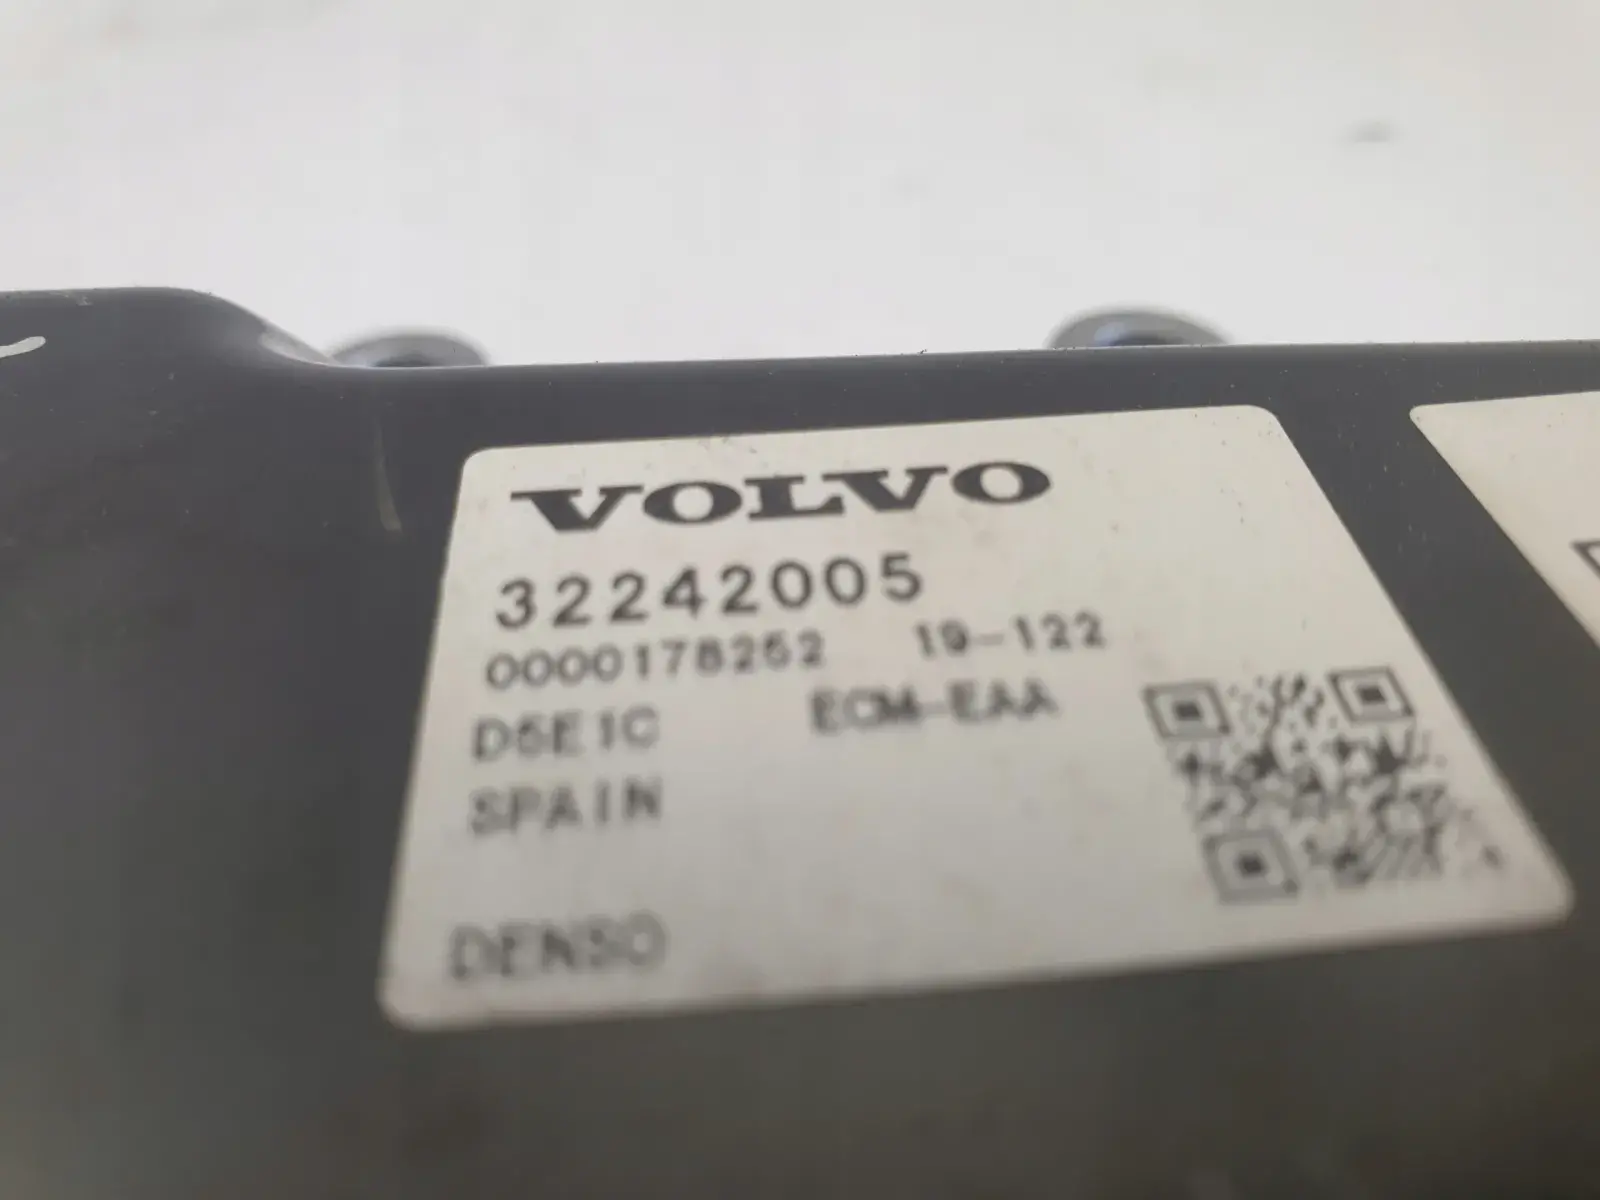 VOLVO
32242005
0000178252 19-122
D5E1C ECM-EAA
SPAIN
DENSO